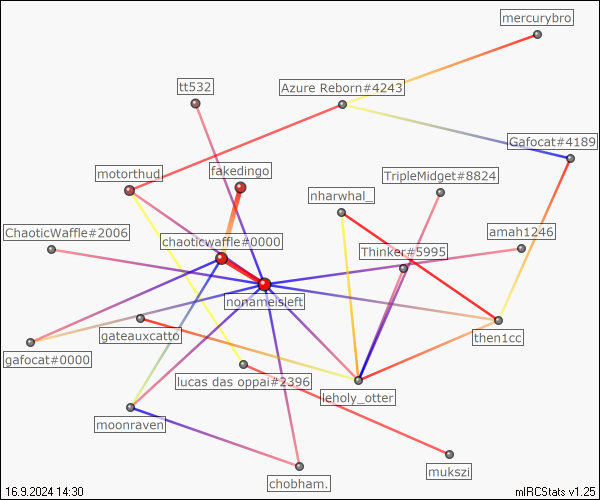 mercurybro
tt532
Azure Reborn#4243
Gafocat#4189
motorthud_
fakedingo
TripleMidget#8824
nharwhal_
ChaoticWaffle#2006
chaoticwaffle#0000
amah1246
Thinker#5995
nonameisleft
gateauxcatto
then1cc
gafocat#0000
lucas das oppai#2396
leholy_otter
moonraven
mukszi
chobham.
16.9.2024 14:30
mIRCStats v1.25